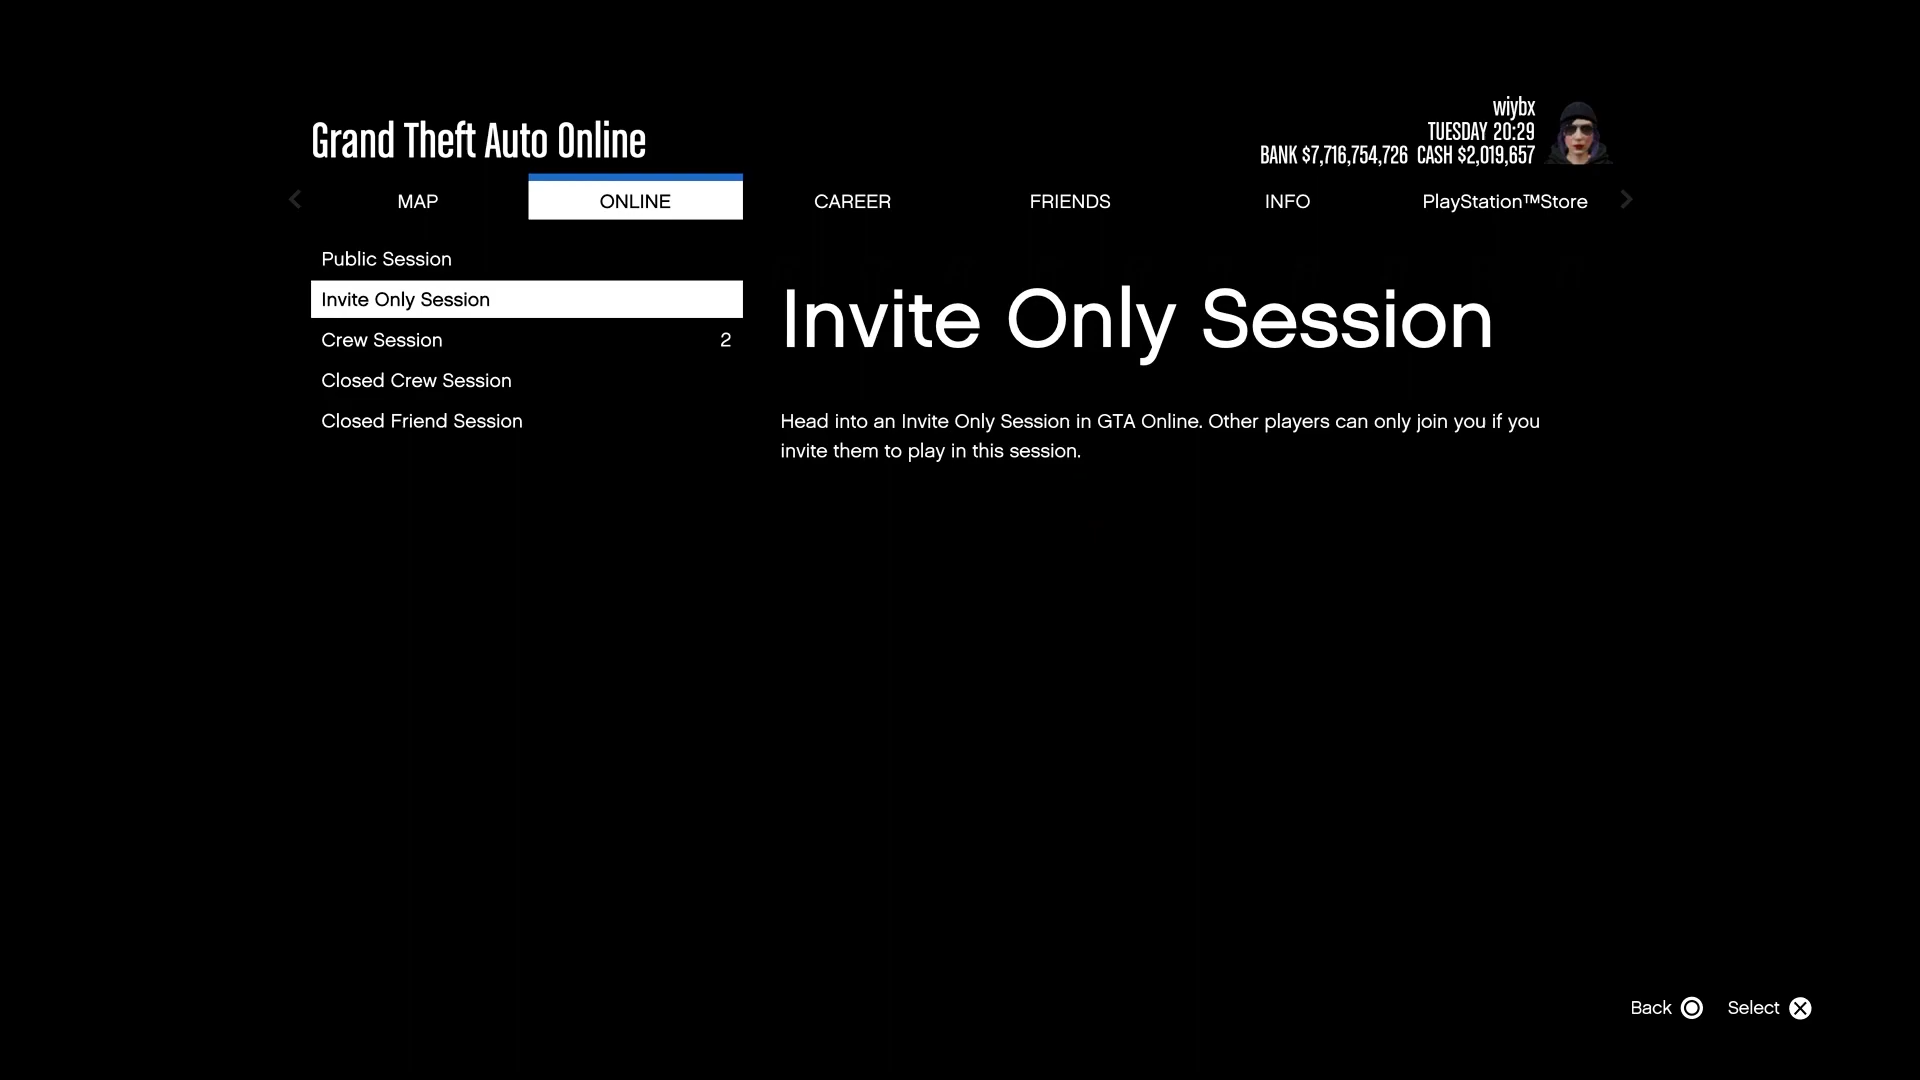 Grand Theft Auto Online
wiybx
TUESDAY 20:29
BANK $7,716,754,726 CASH $2,019,657
MAP ONLINE CAREER FRIENDS INFO PlayStation™Store
Public Session
Invite Only Session
Crew Session 2
Closed Crew Session
Closed Friend Session
Invite Only Session
Head into an Invite Only Session in GTA Online. Other players can only join you if you
invite them to play in this session.
Back Select